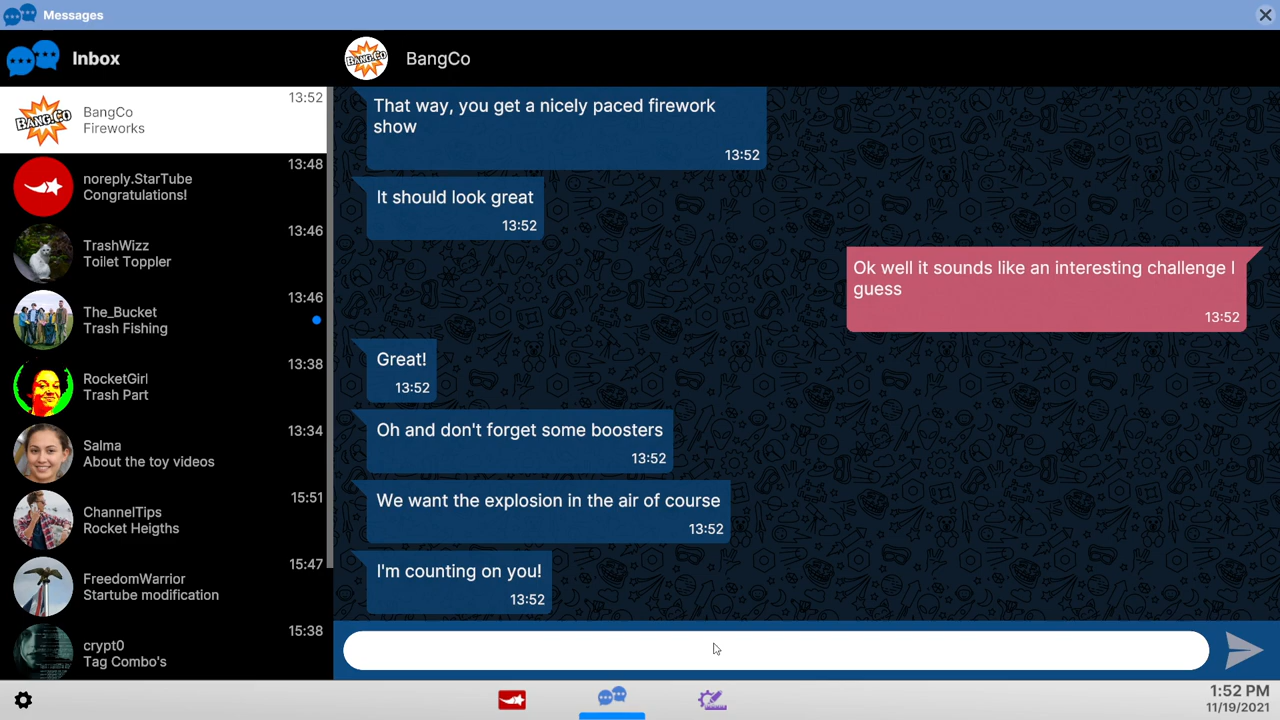 Messages
Inbox
BANG.CO
BangCo
13:52
BANG.CO
BangCo
Fireworks
13:48
noreply.StarTube
Congratulations!
13:46
TrashWizz
Toilet Toppler
13:46
The_Bucket
Trash Fishing
13:38
RocketGirl
Trash Part
13:34
Salma
About the toy videos
15:51
ChannelTips
Rocket Heigths
15:47
FreedomWarrior
Startube modification
15:38
crypt0
Tag Combo's
That way, you get a nicely paced firework
show
13:52
It should look great
13:52
Ok well it sounds like an interesting challenge I
guess
13:52
Great!
13:52
Oh and don't forget some boosters
13:52
We want the explosion in the air of course
13:52
I'm counting on you!
13:52
1:52 PM
11/19/2021